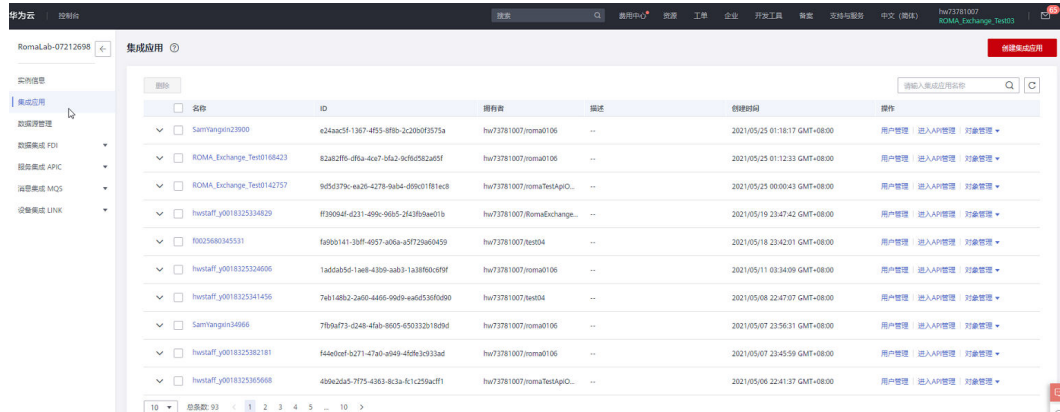 华为云 控制台 搜索 费用中心 资源 工单 企业 开发工具 备案 支持与服务 中文（简体） hw73781007 65
ROMA_Exchange_Test03
RomaLab-07212698 集成应用 创建集成应用
实例信息
集成应用
数据源管理
数据集成 FDI
服务集成 APIC
消息集成 MQS
设备集成 LINK
删除 请输入集成应用名称
名称 ID 拥有者 描述 创建时间 操作
SamYangxin23900 e24aac5f-1367-4f55-8f8b-2c20b0f3575a hw73781007/roma0106 -- 2021/05/25 01:18:17 GMT+08:00 用户管理 进入API管理 对象管理
ROMA_Exchange_Test0168423 82a82ff6-df6a-4ce7-bfa2-9cf6d582a65f hw73781007/roma0106 -- 2021/05/25 01:12:33 GMT+08:00 用户管理 进入API管理 对象管理
ROMA_Exchange_Test0142757 9d5d379c-ea26-4278-9ab4-d69c01f81ec8 hw73781007/romaTestApiO... -- 2021/05/25 00:00:43 GMT+08:00 用户管理 进入API管理 对象管理
hwstaff_y0018325334829 ff39094f-d231-499c-96b5-2f43fb9ae01b hw73781007/RomaExchange... -- 2021/05/19 23:47:42 GMT+08:00 用户管理 进入API管理 对象管理
f0025680345531 fa9bb141-3bff-4957-a06a-a5f729a60459 hw73781007/test04 -- 2021/05/18 23:42:01 GMT+08:00 用户管理 进入API管理 对象管理
hwstaff_y0018325324606 1addab5d-1ae8-43b9-aab3-1a38f60c6f9f hw73781007/roma0106 -- 2021/05/11 03:34:09 GMT+08:00 用户管理 进入API管理 对象管理
hwstaff_y0018325341456 7eb148b2-2a60-4466-99d9-ea6d536f0d90 hw73781007/test04 -- 2021/05/08 22:47:07 GMT+08:00 用户管理 进入API管理 对象管理
SamYangxin34966 7fb9af73-d248-4fab-8605-650332b18d9d hw73781007/roma0106 -- 2021/05/07 23:56:31 GMT+08:00 用户管理 进入API管理 对象管理
hwstaff_y0018325382181 f44e0cef-b271-47a0-a949-4fdfe3c933ad hw73781007/roma0106 -- 2021/05/07 23:45:59 GMT+08:00 用户管理 进入API管理 对象管理
hwstaff_y0018325365668 4b9e2da5-7f75-4363-8c3a-fc1c259acff1 hw73781007/romaTestApiO... -- 2021/05/06 22:41:37 GMT+08:00 用户管理 进入API管理 对象管理
10 总条数: 93 < 1 2 3 4 5 ... 10 >